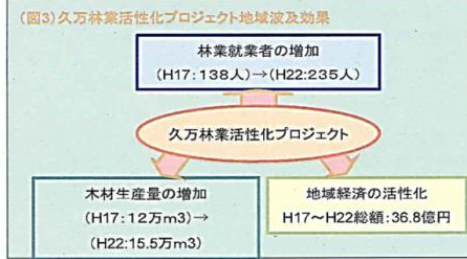 (図3)久万林業活性化プロジェクト地域波及効果
林業就業者の増加
(H17:138人)→(H22:235人)
久万林業活性化プロジェクト
木材生産量の増加
(H17:12万m3)→
(H22:15.5万m3)
地域経済の活性化
H17~H22総額:36.8億円